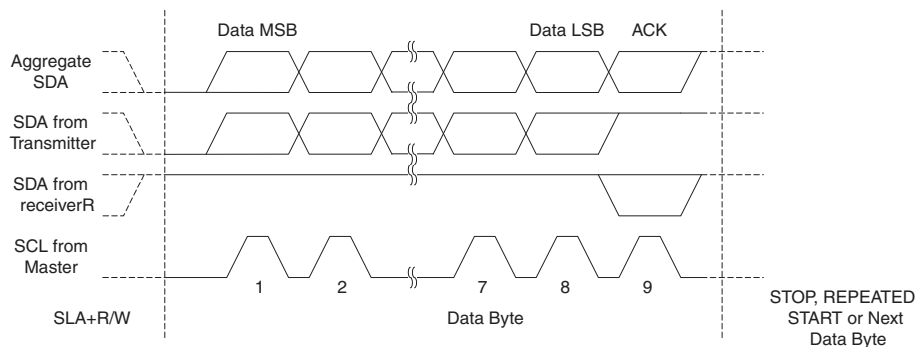 Data MSB
Data LSB
ACK
Aggregate
SDA
SDA from
Transmitter
SDA from
receiverR
SCL from
Master
1
2
7
8
9
SLA+R/W
Data Byte
STOP, REPEATED
START or Next
Data Byte